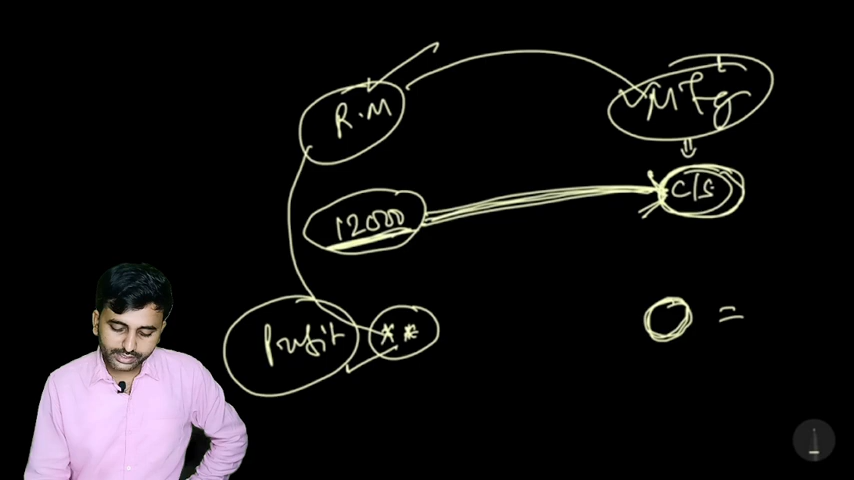 R.M
Mfg
C/S
12000
Profit
**
=